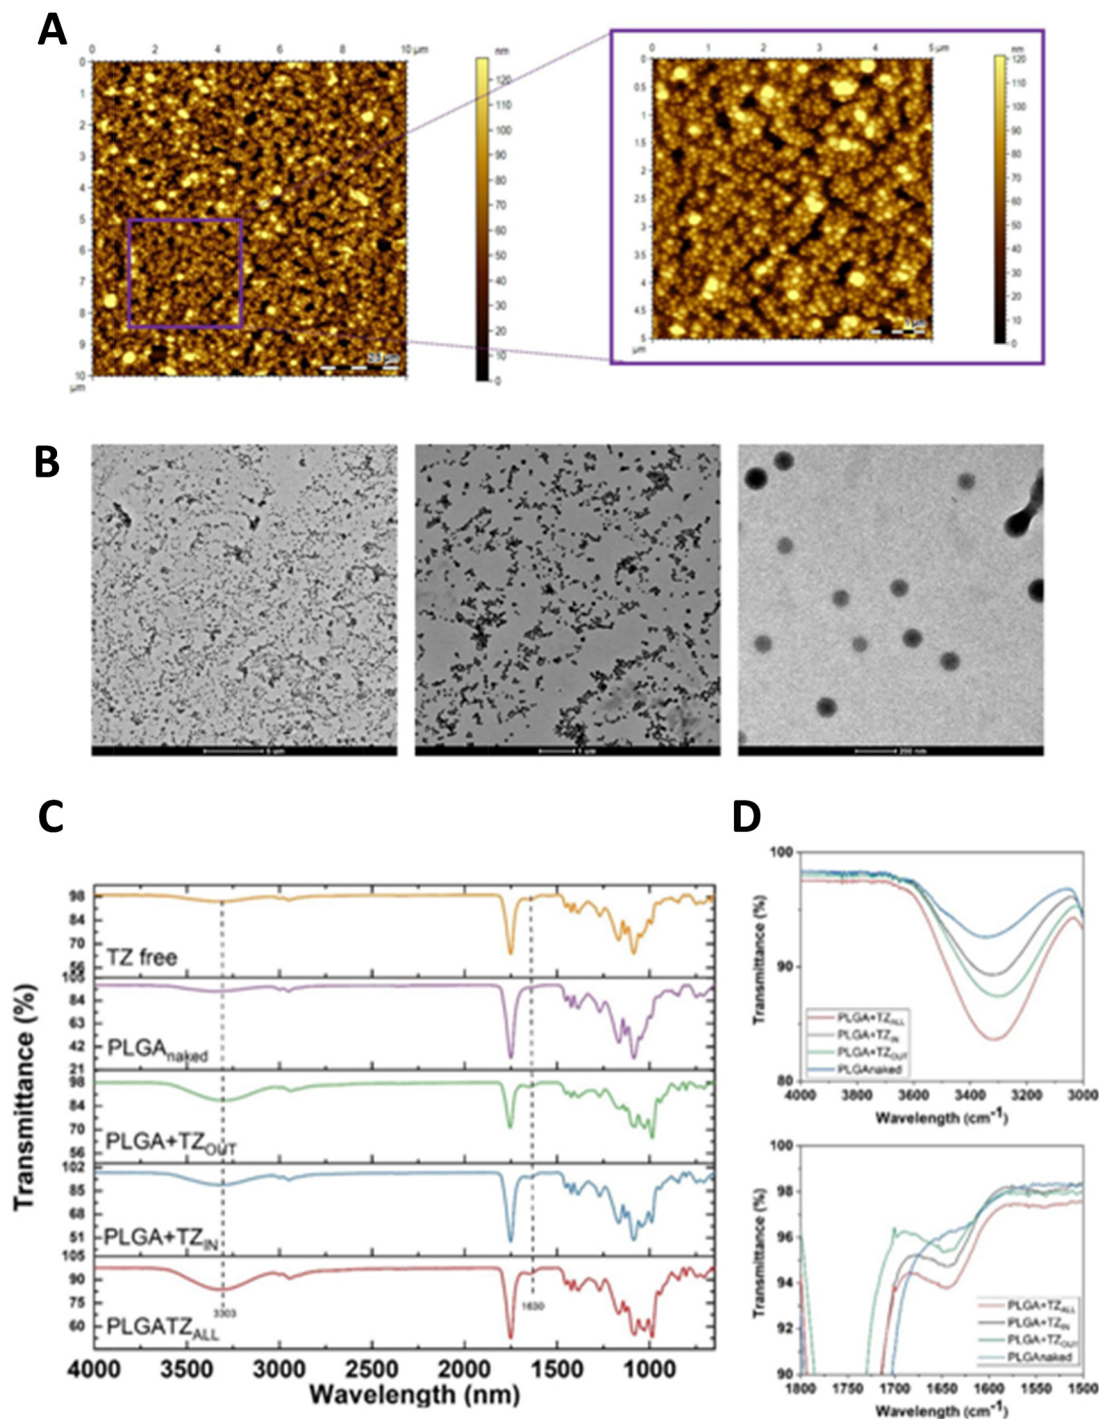 A
0 2 4 6 8 10 µm
nm
0 1 2 3 4 5 µm
nm
0
1
2
3
4
5
6
7
8
9
10
µm
120
110
100
90
80
70
60
50
40
30
20
10
0
0
0.5
1
1.5
2
2.5
3
3.5
4
4.5
5
µm
120
110
100
90
80
70
60
50
40
30
20
10
0
B
5 µm
1 µm
200 nm
C
Transmittance (%)
98
84
70
56
TZ free
105
84
63
42
21
PLGAnaked
98
84
70
56
PLGA+TZOUT
102
85
68
51
PLGA+TZIN
105
90
75
60
PLGATZALL
3303
1630
4000 3500 3000 2500 2000 1500 1000
Wavelength (nm)
D
Transmittance (%)
100
90
80
PLGA+TZALL
PLGA+TZIN
PLGA+TZOUT
PLGAnaked
4000 3800 3600 3400 3200 3000
Wavelength (cm-1)
Transmittance (%)
100
98
96
94
92
90
PLGA+TZALL
PLGA+TZIN
PLGA+TZOUT
PLGAnaked
1800 1750 1700 1650 1600 1550 1500
Wavelength (cm-1)